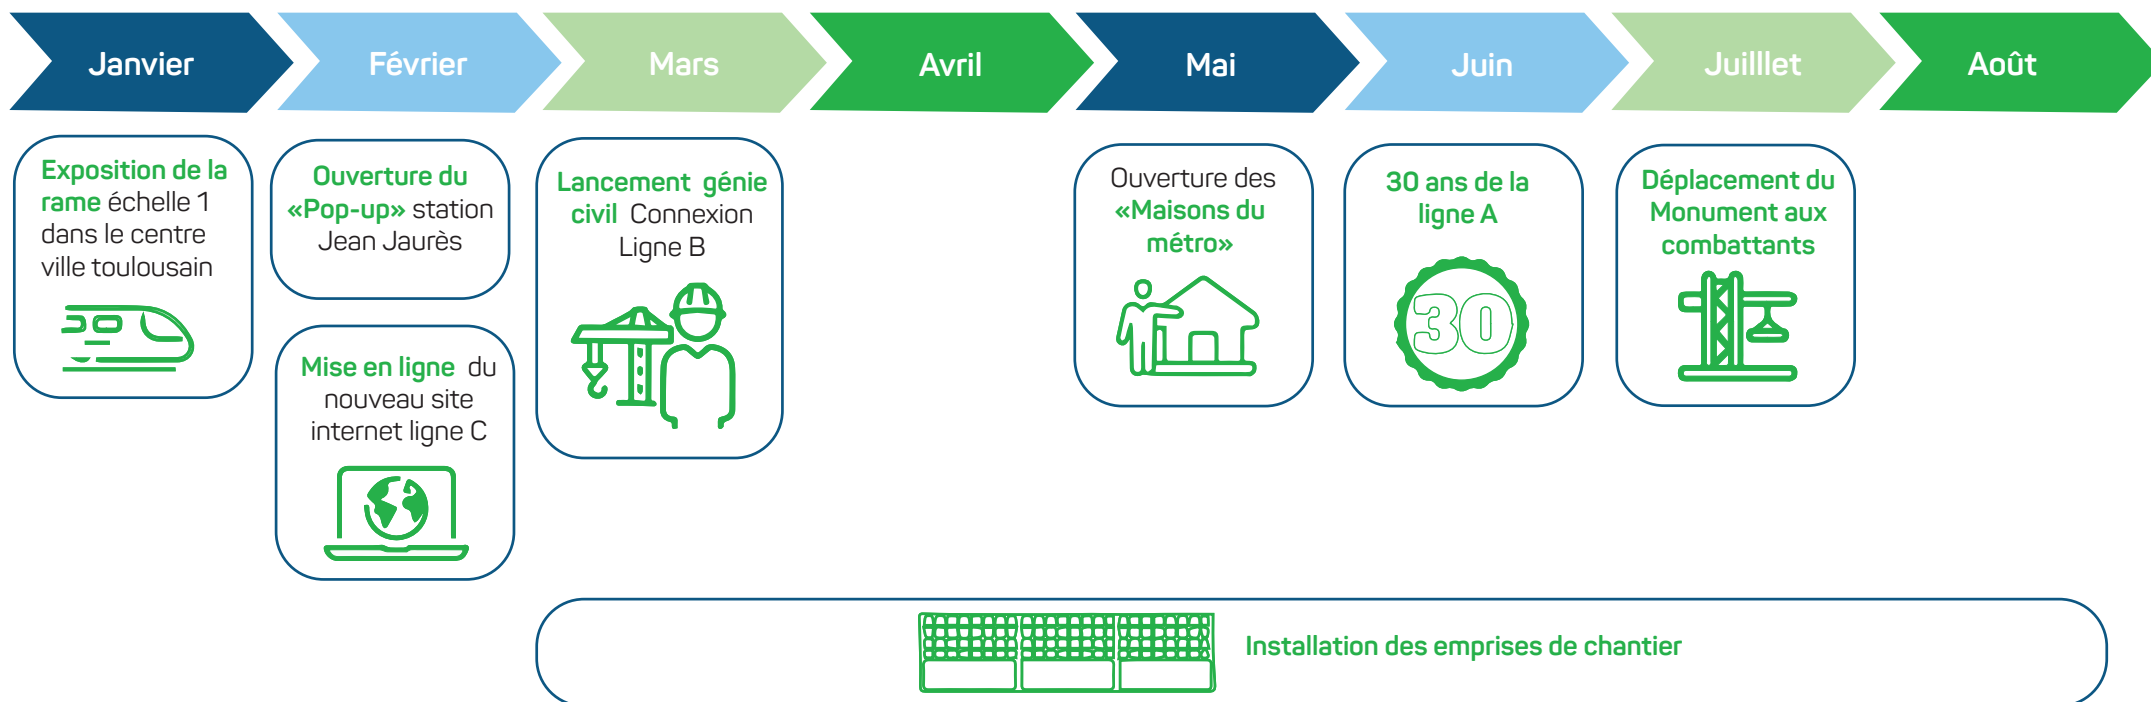 Janvier
Février
Mars
Avril
Mai
Juin
Juilllet
Août
Exposition de la
rame échelle 1
dans le centre
ville toulousain
Ouverture du
«Pop-up» station
Jean Jaurès
Mise en ligne du
nouveau site
internet ligne C
Lancement génie
civil Connexion
Ligne B
Ouverture des
«Maisons du
métro»
30 ans de la
ligne A
30
Déplacement du
Monument aux
combattants
Installation des emprises de chantier